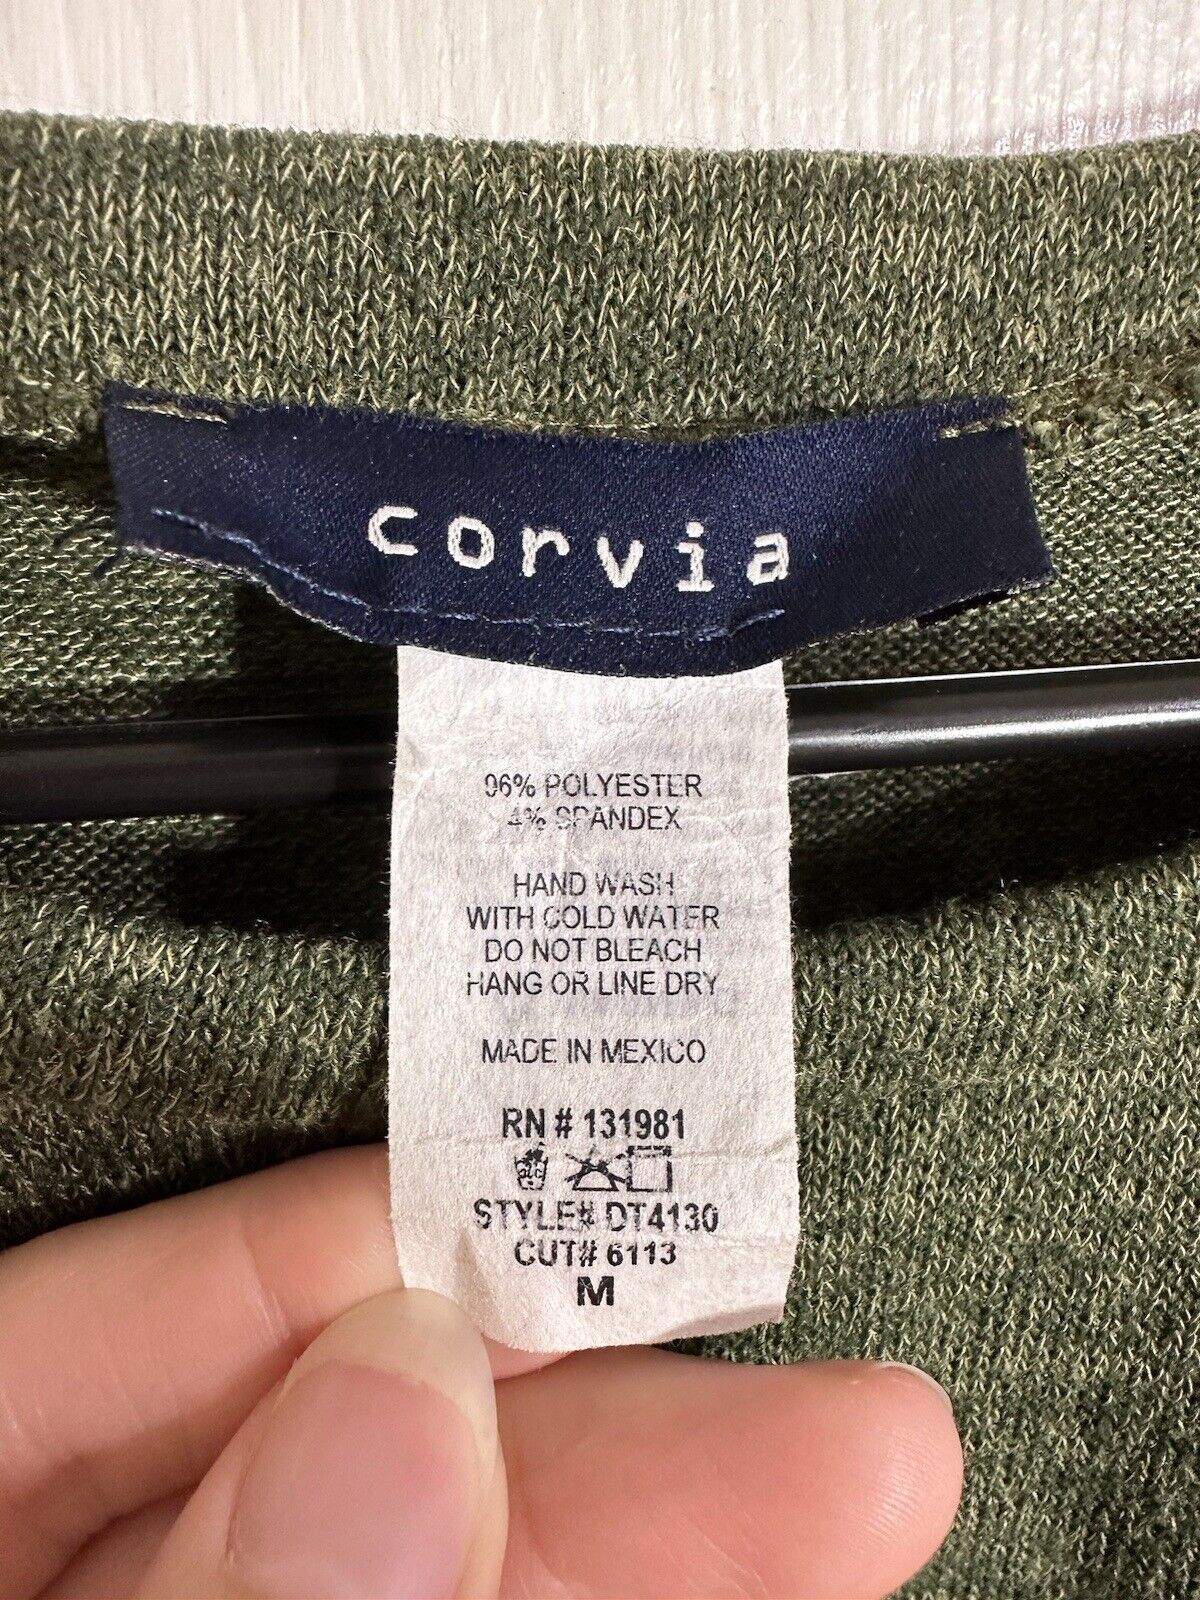 corvia
96% POLYESTER
4% SPANDEX
HAND WASH
WITH COLD WATER
DO NOT BLEACH
HANG OR LINE DRY
MADE IN MEXICO
RN # 131981
STYLE# DT4130
CUT# 6113
M